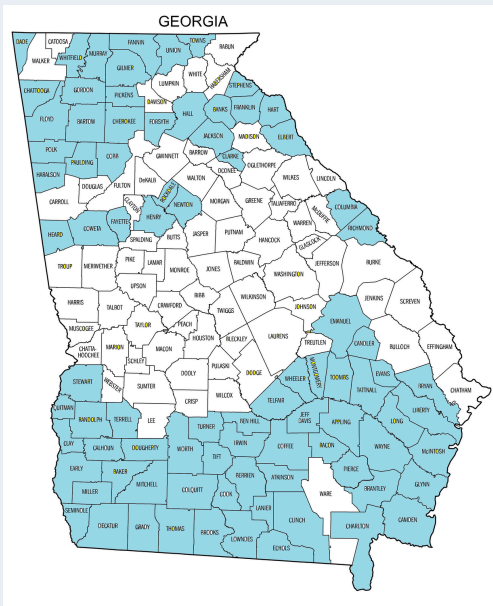 GEORGIA
DADE
CATOOSA
WALKER
WHITFIELD
MURRAY
FANNIN
UNION
TOWNS
RABUN
GILMER
WHITE
HABERSHAM
LUMPKIN
STEPHENS
CHATTOOGA
GORDON
PICKENS
DAWSON
HALL
BANKS
FRANKLIN
HART
FLOYD
BARTOW
CHEROKEE
FORSYTH
JACKSON
MADISON
ELBERT
POLK
PAULDING
COBB
GWINNETT
BARROW
CLARKE
OCONEE
OGLETHORPE
WILKES
LINCOLN
HARALSON
DOUGLAS
FULTON
DeKALB
WALTON
ROCKDALE
CARROLL
CLAYTON
NEWTON
MORGAN
GREENE
TALIAFERRO
McDUFFIE
COLUMBIA
HEARD
COWETA
FAYETTE
HENRY
WARREN
RICHMOND
SPALDING
BUTTS
JASPER
PUTNAM
HANCOCK
GLASCOCK
TROUP
MERIWETHER
PIKE
LAMAR
MONROE
JONES
BALDWIN
WASHINGTON
JEFFERSON
BURKE
UPSON
HARRIS
TALBOT
CRAWFORD
BIBB
WILKINSON
JOHNSON
JENKINS
SCREVEN
TWIGGS
MUSCOGEE
TAYLOR
PEACH
EMANUEL
CHATTA-
HOOCHEE
MARION
MACON
HOUSTON
BLECKLEY
LAURENS
TREUTLEN
CANDLER
BULLOCH
EFFINGHAM
SCHLEY
PULASKI
DODGE
DOOLY
STEWART
WEBSTER
SUMTER
WHEELER
MONTGOMERY
TOOMBS
EVANS
BRYAN
CHATHAM
CRISP
WILCOX
TELFAIR
TATTNALL
QUITMAN
RANDOLPH
TERRELL
LEE
TURNER
BEN HILL
JEFF
DAVIS
APPLING
LONG
LIBERTY
CLAY
CALHOUN
DOUGHERTY
WORTH
IRWIN
COFFEE
BACON
WAYNE
McINTOSH
TIFT
EARLY
BAKER
MITCHELL
BERRIEN
ATKINSON
PIERCE
MILLER
COLQUITT
COOK
WARE
BRANTLEY
GLYNN
SEMINOLE
LANIER
DECATUR
GRADY
THOMAS
BROOKS
LOWNDES
CLINCH
CHARLTON
CAMDEN
ECHOLS